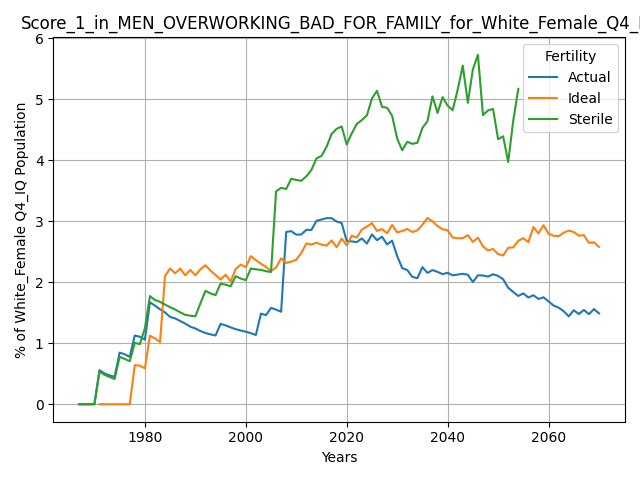 Score_1_in_MEN_OVERWORKING_BAD_FOR_FAMILY_for_White_Female_Q4_
Fertility
Actual
Ideal
Sterile
% of White_Female Q4_IQ Population
6
5
4
3
2
1
0
1980 2000 2020 2040 2060
Years